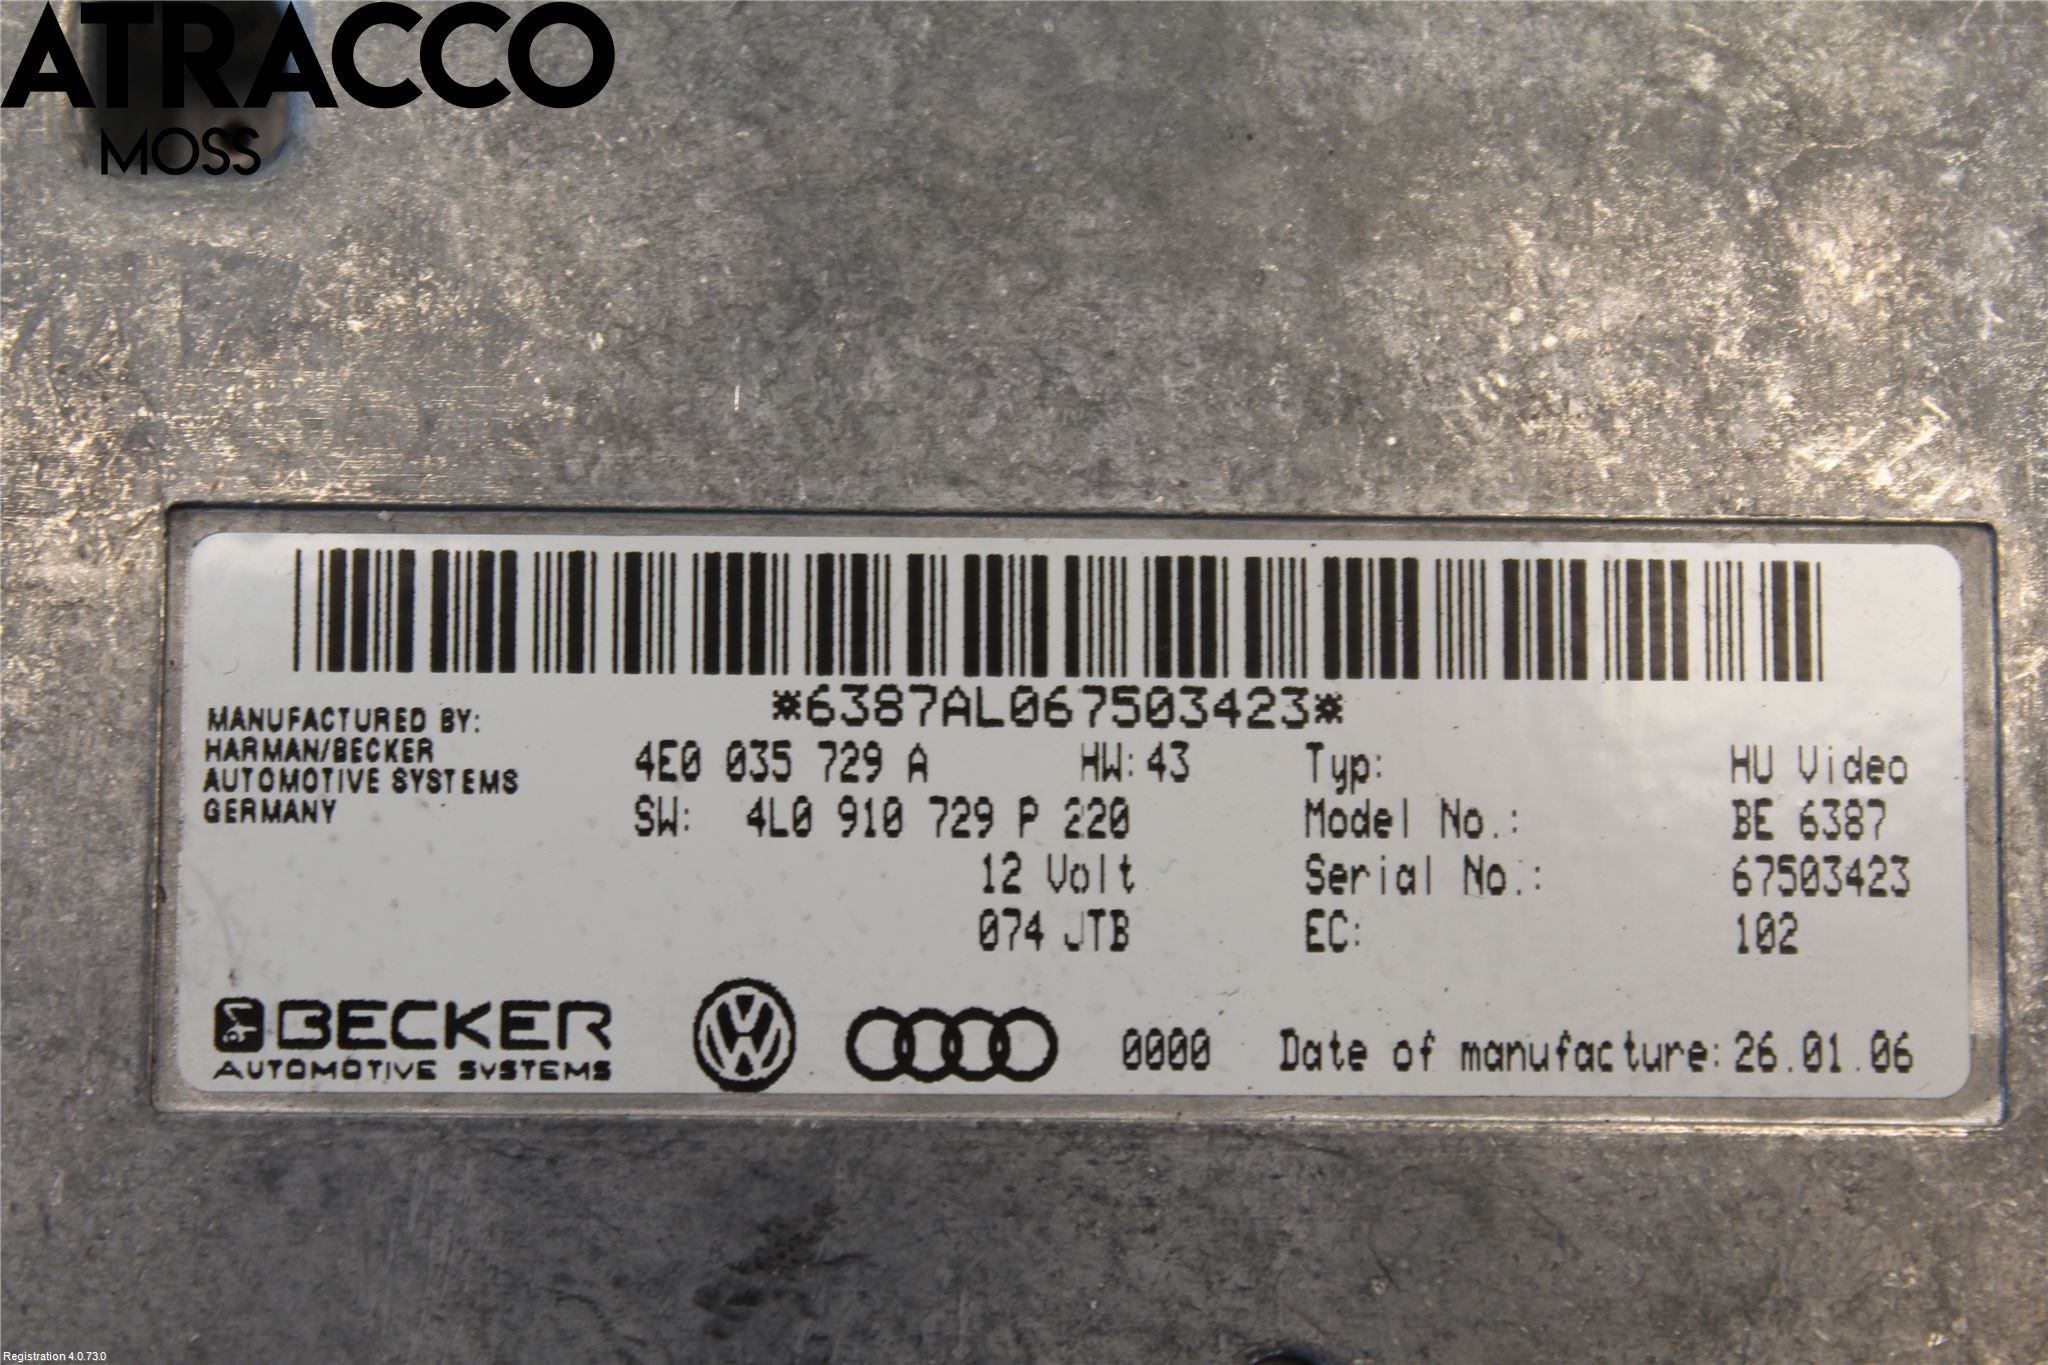 ATRACCO
MOSS
*6387AL067503423*
MANUFACTURED BY:
HARMAN/BECKER
AUTOMOTIVE SYSTEMS
GERMANY
4E0 035 729 A HW:43
SW: 4L0 910 729 P 220
12 Volt
074 JTB
Typ: HU Video
Model No.: BE 6387
Serial No.: 67503423
EC: 102
BECKER
AUTOMOTIVE SYSTEMS
0000 Date of manufacture: 26.01.06
Registration 4.0.73.0